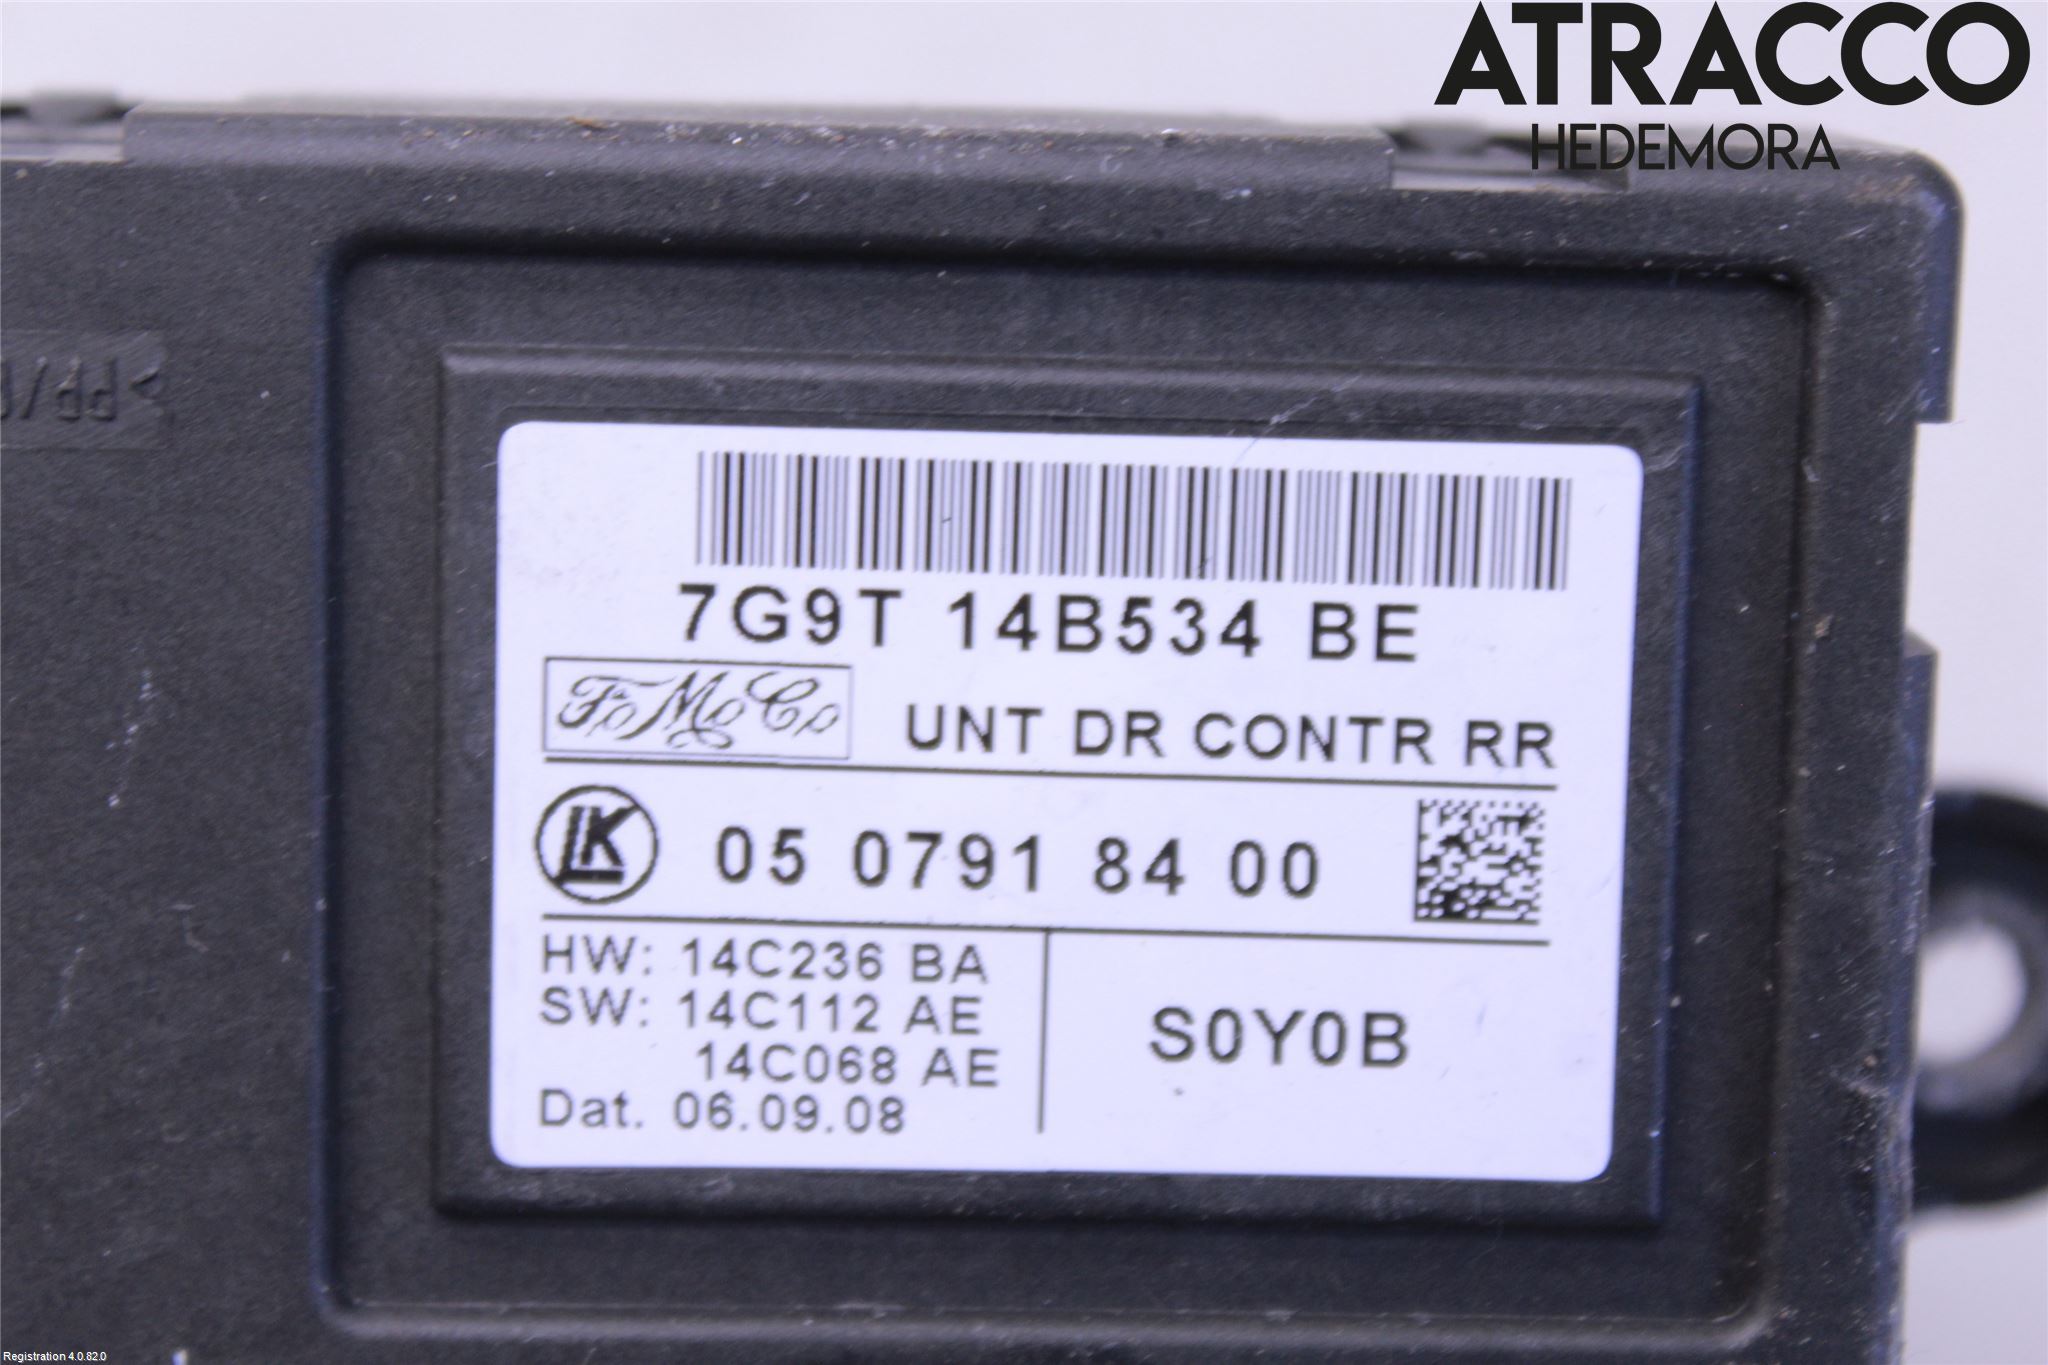 ATRACCO
HEDEMORA
>PP/
7G9T 14B534 BE
FoMoCo
UNT DR CONTR RR
LK
05 0791 84 00
HW: 14C236 BA
SW: 14C112 AE
14C068 AE
Dat. 06.09.08
S0Y0B
Registration 4.0.82.0